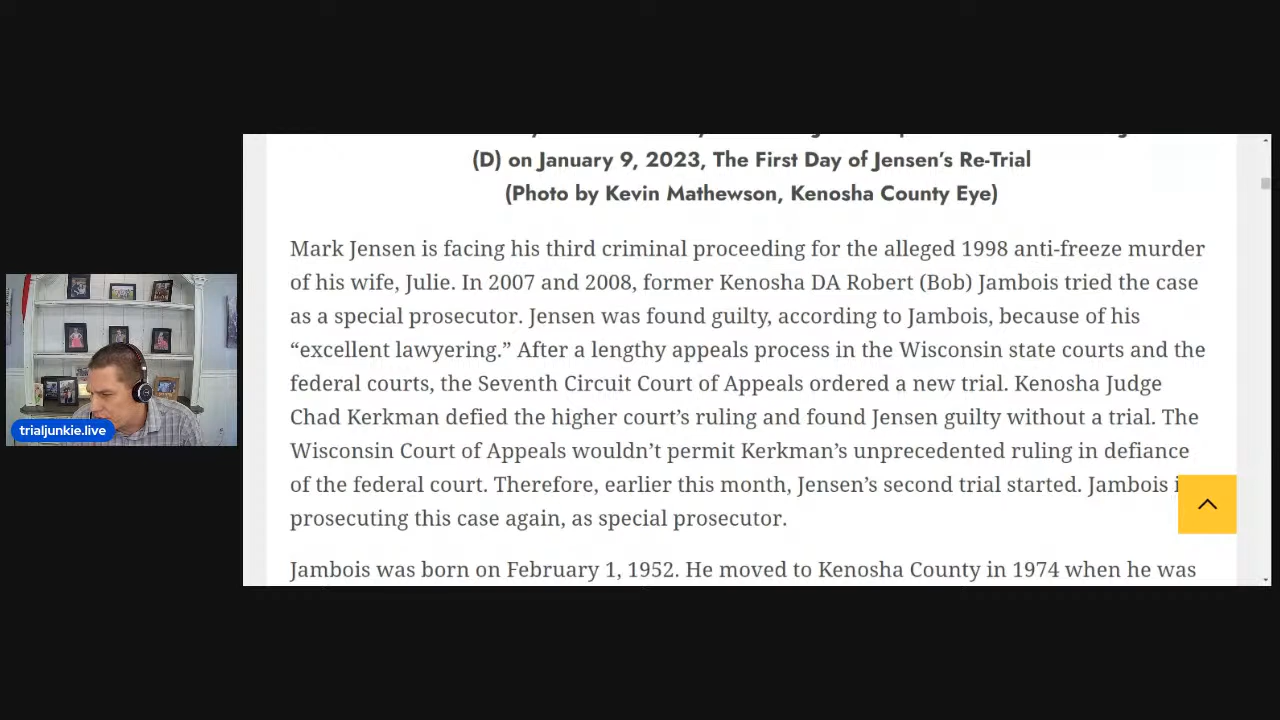 (D) on January 9, 2023, The First Day of Jensen’s Re-Trial
(Photo by Kevin Mathewson, Kenosha County Eye)
Mark Jensen is facing his third criminal proceeding for the alleged 1998 anti-freeze murder
of his wife, Julie. In 2007 and 2008, former Kenosha DA Robert (Bob) Jambois tried the case
as a special prosecutor. Jensen was found guilty, according to Jambois, because of his
“excellent lawyering.” After a lengthy appeals process in the Wisconsin state courts and the
federal courts, the Seventh Circuit Court of Appeals ordered a new trial. Kenosha Judge
Chad Kerkman defied the higher court’s ruling and found Jensen guilty without a trial. The
Wisconsin Court of Appeals wouldn’t permit Kerkman’s unprecedented ruling in defiance
of the federal court. Therefore, earlier this month, Jensen’s second trial started. Jambois
prosecuting this case again, as special prosecutor.
Jambois was born on February 1, 1952. He moved to Kenosha County in 1974 when he was
trialjunkie.live